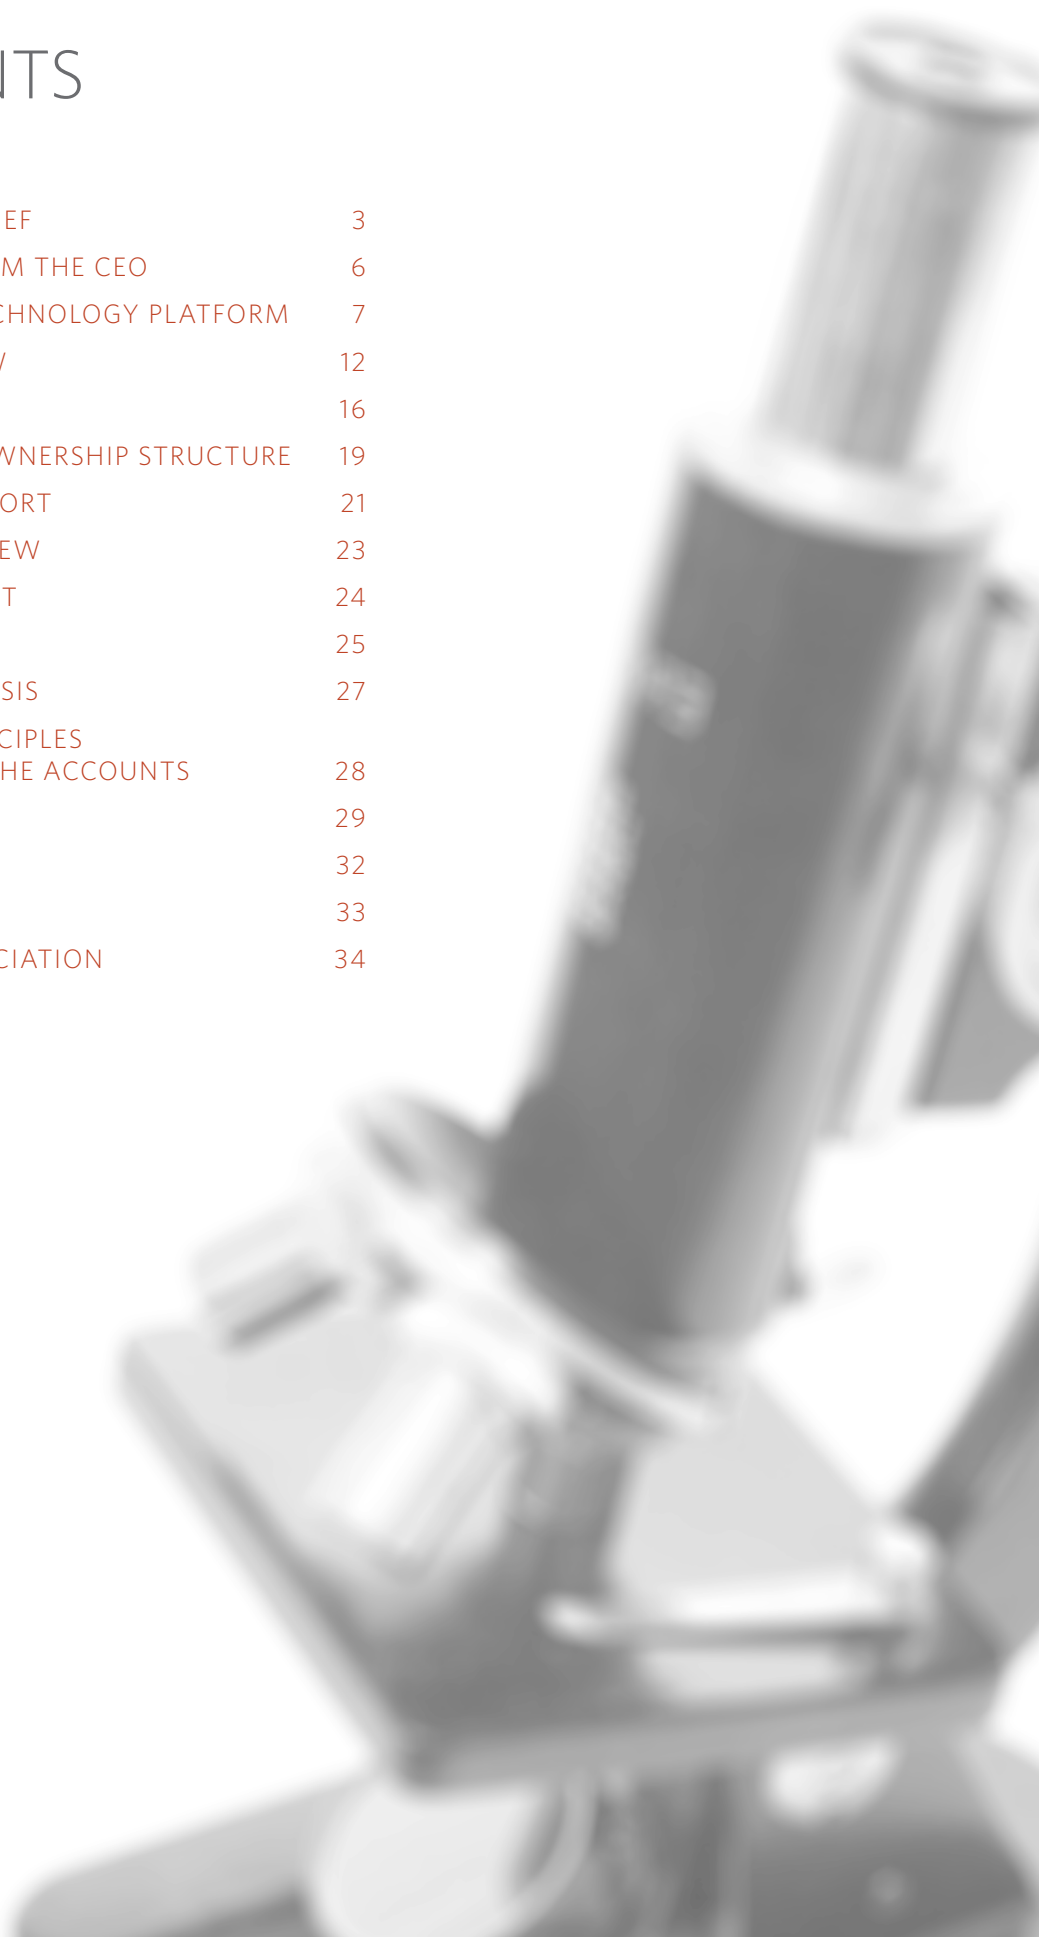 NTS
EF 3
M THE CEO 6
CHNOLOGY PLATFORM 7
W 12
16
WNERSHIP STRUCTURE 19
ORT 21
EW 23
T 24
25
SIS 27
CIPLES
HE ACCOUNTS 28
29
32
33
CIATION 34